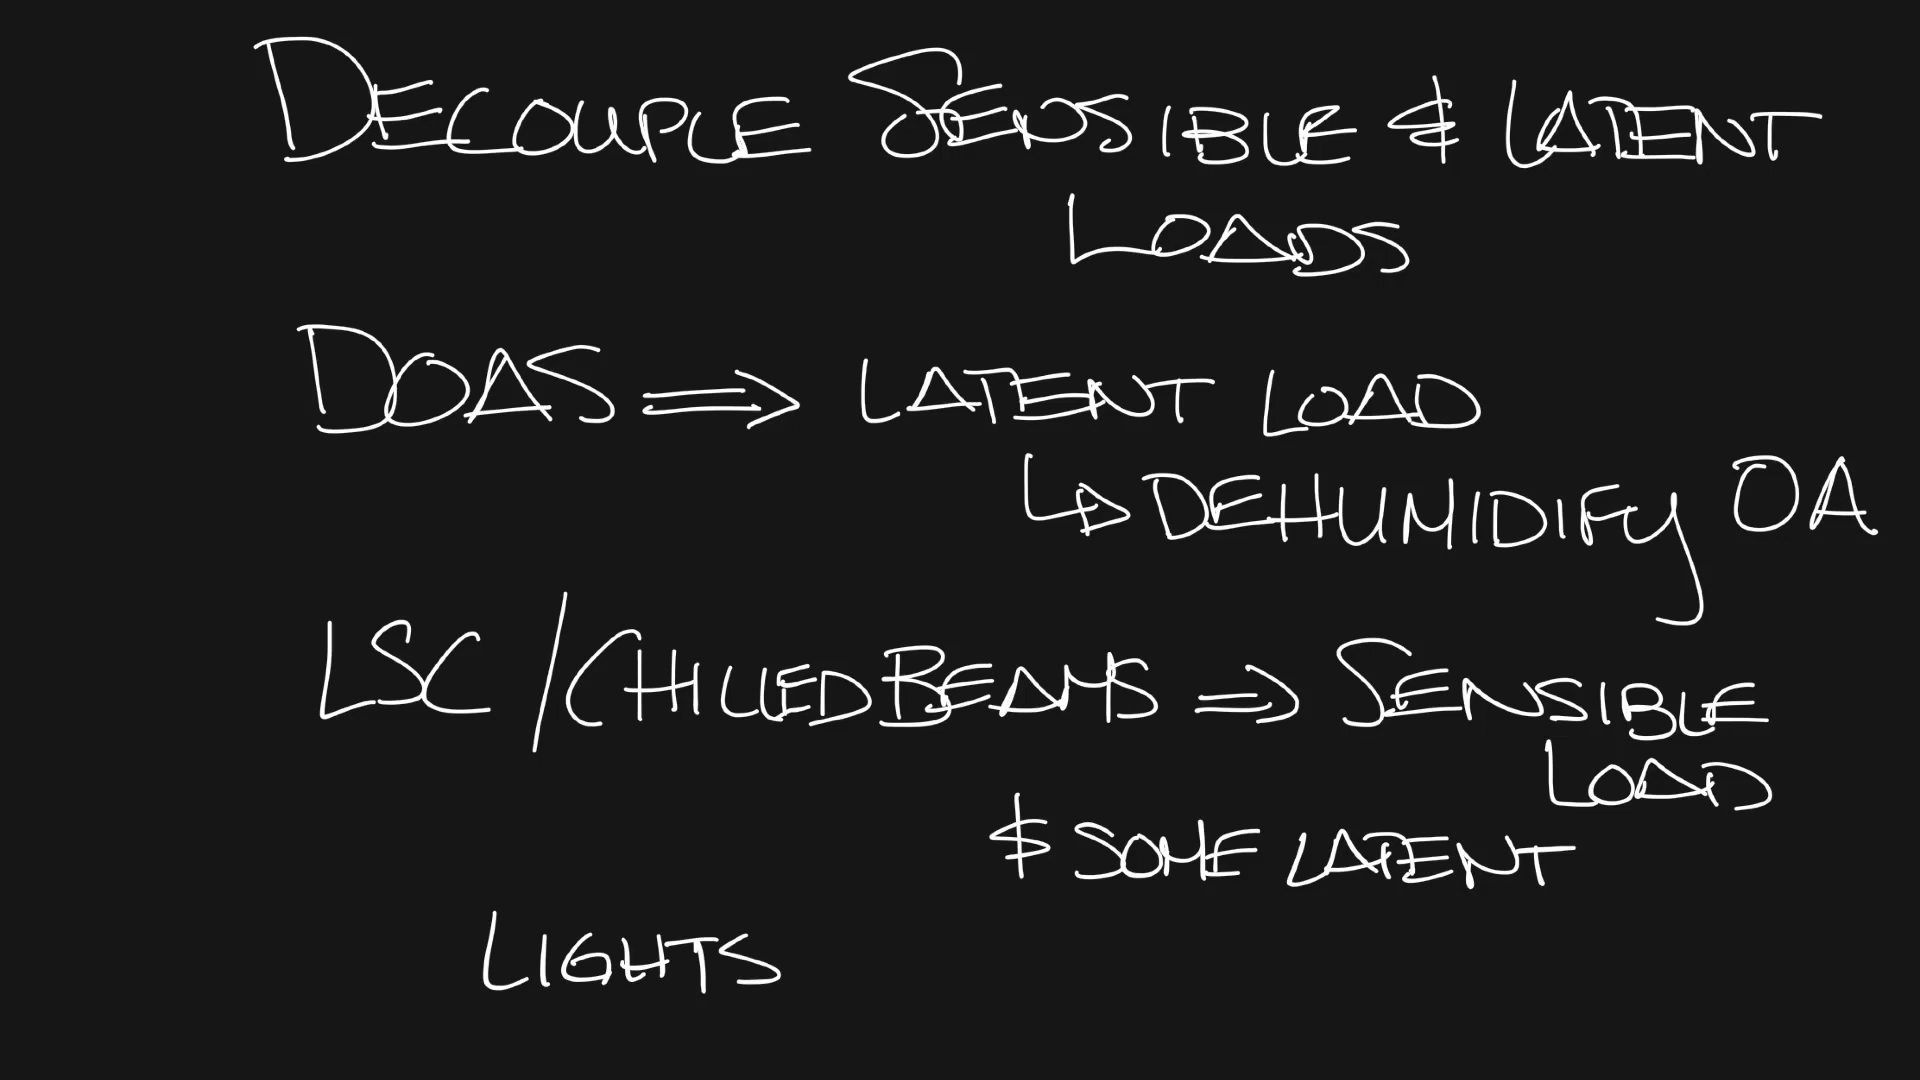 DECOUPLE SENSIBLE & LATENT
LOADS
DOAS ⇒ LATENT LOAD
↳ DEHUMIDIFY OA
LSC / CHILLED BEAMS ⇒ SENSIBLE
LOAD
& SOME LATENT
LIGHTS